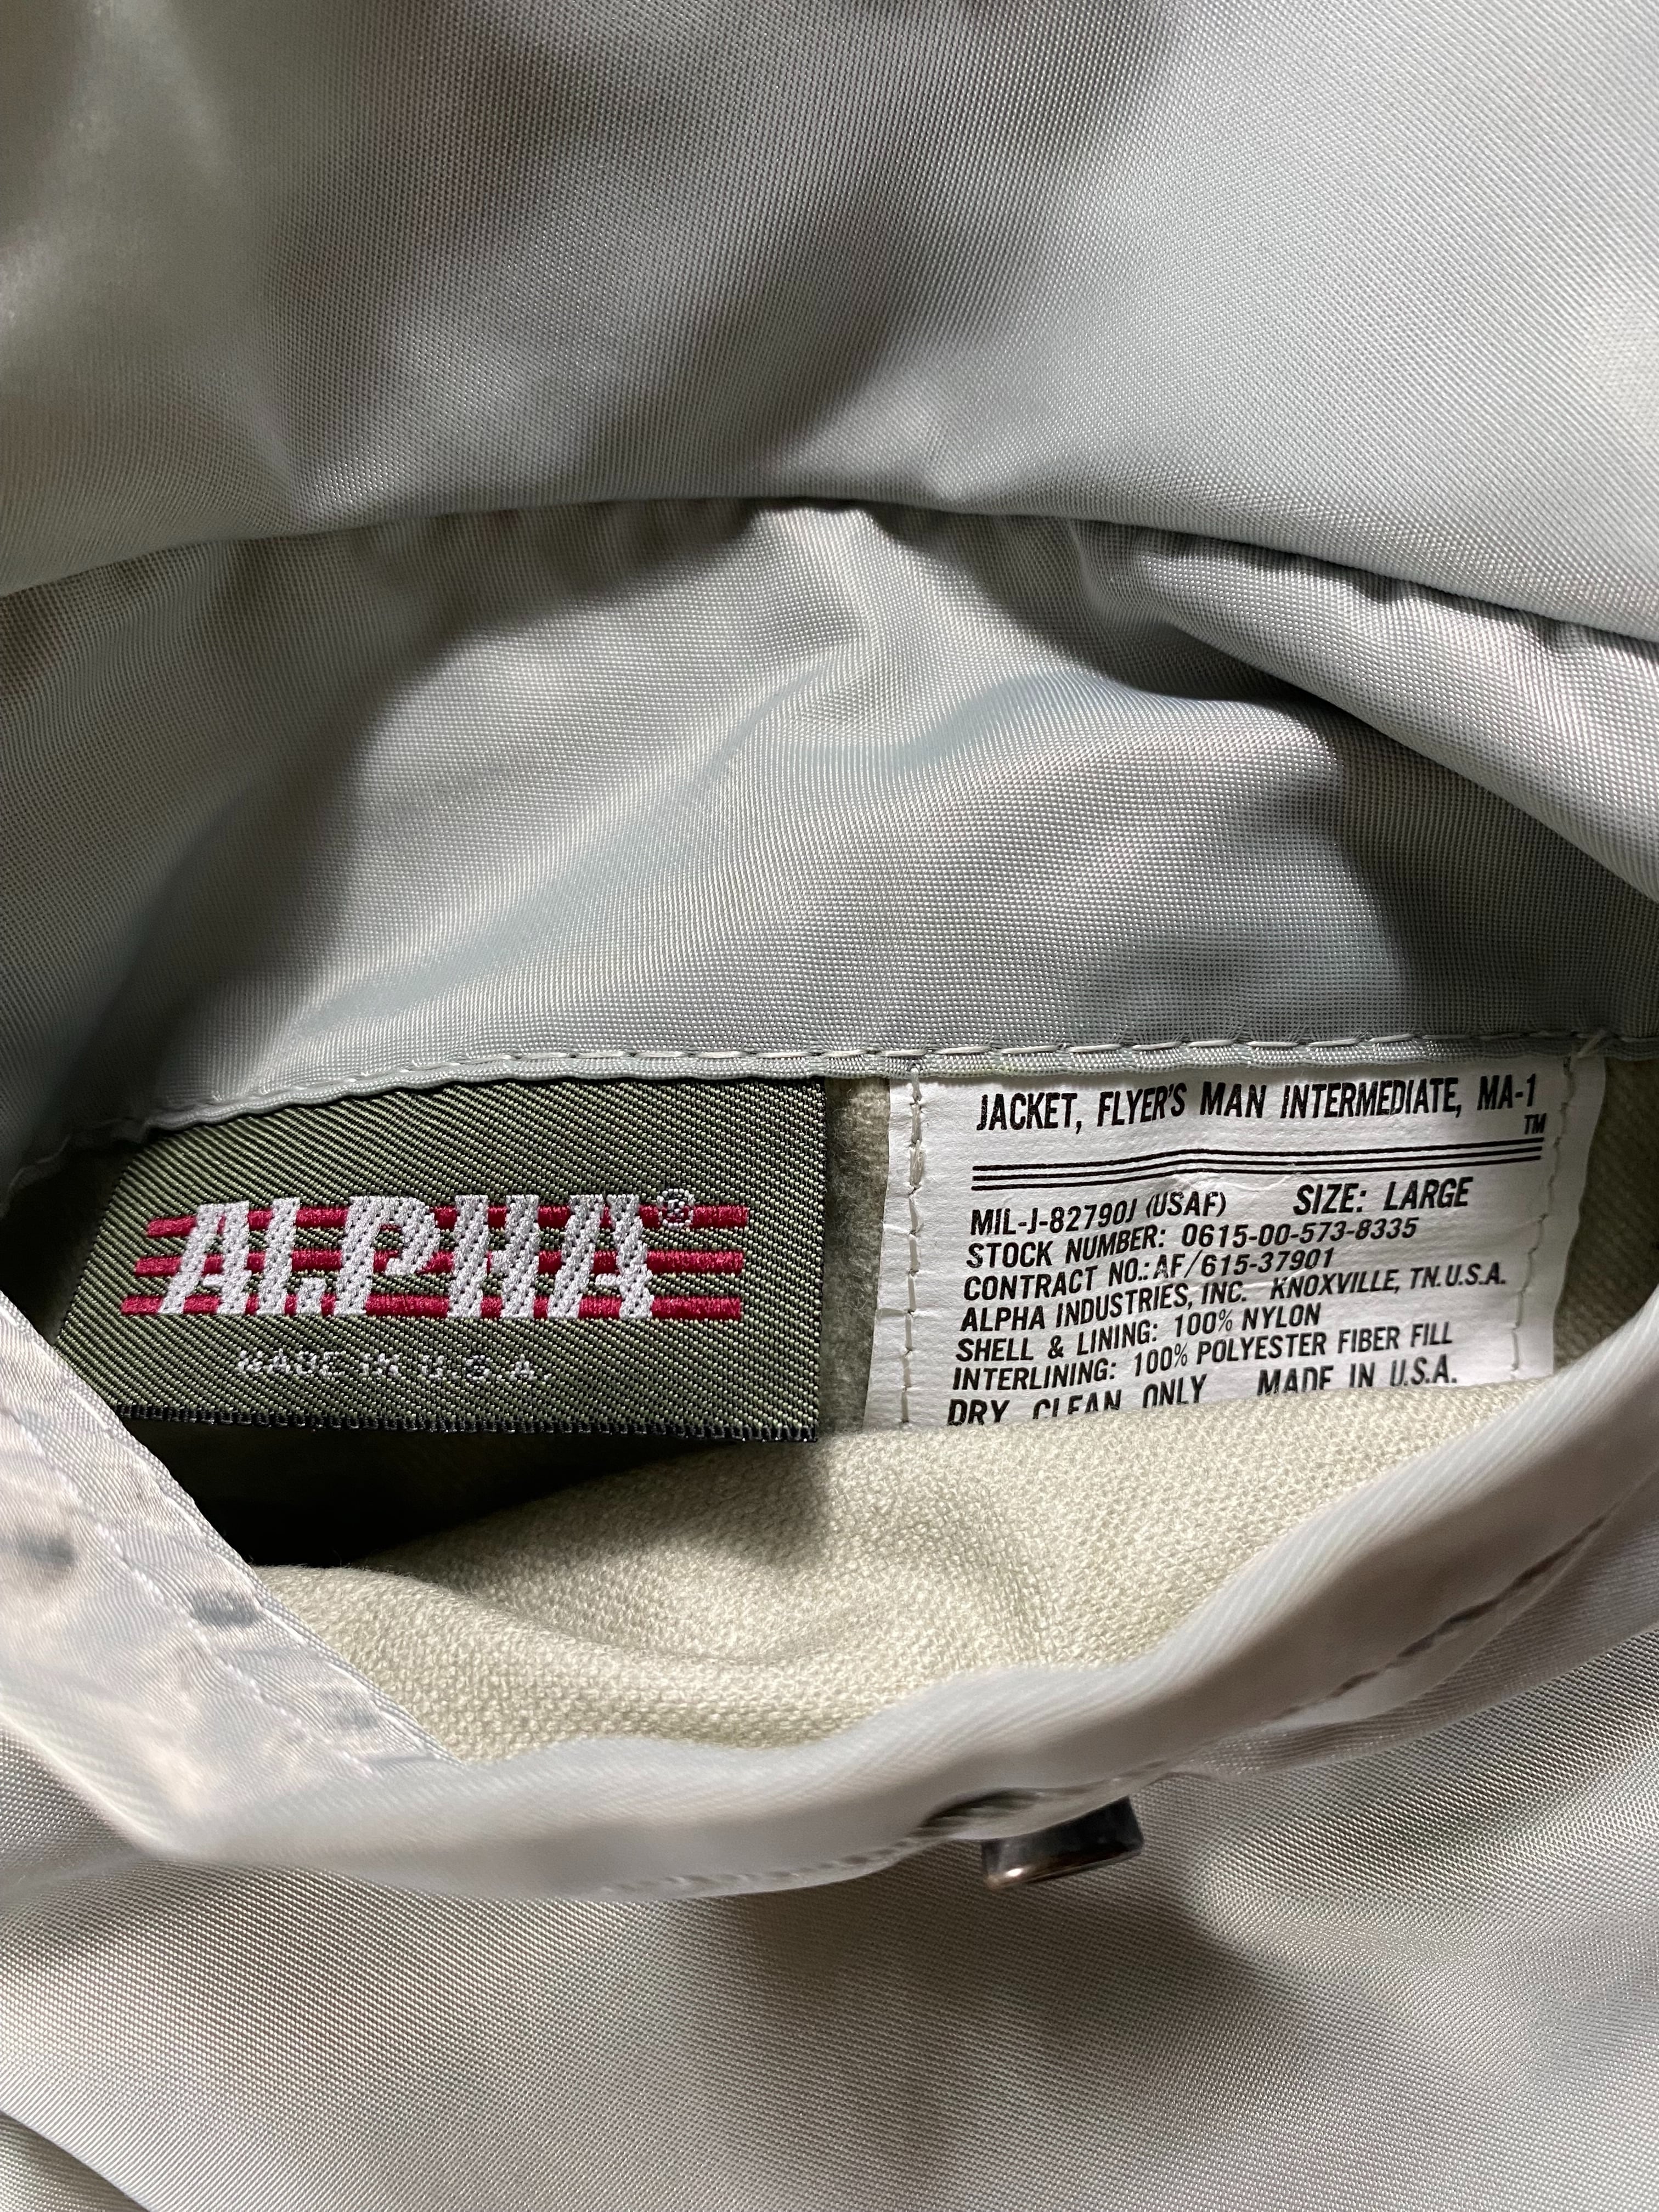 ALPHA®
MADE IN U.S.A.
JACKET, FLYER'S MAN INTERMEDIATE, MA-1
TM
MIL-J-82790J (USAF) SIZE: LARGE
STOCK NUMBER: 0615-00-573-8335
CONTRACT NO.: AF/615-37901
ALPHA INDUSTRIES, INC. KNOXVILLE, TN. U.S.A.
SHELL & LINING: 100% NYLON
INTERLINING: 100% POLYESTER FIBER FILL
DRY CLEAN ONLY MADE IN U.S.A.